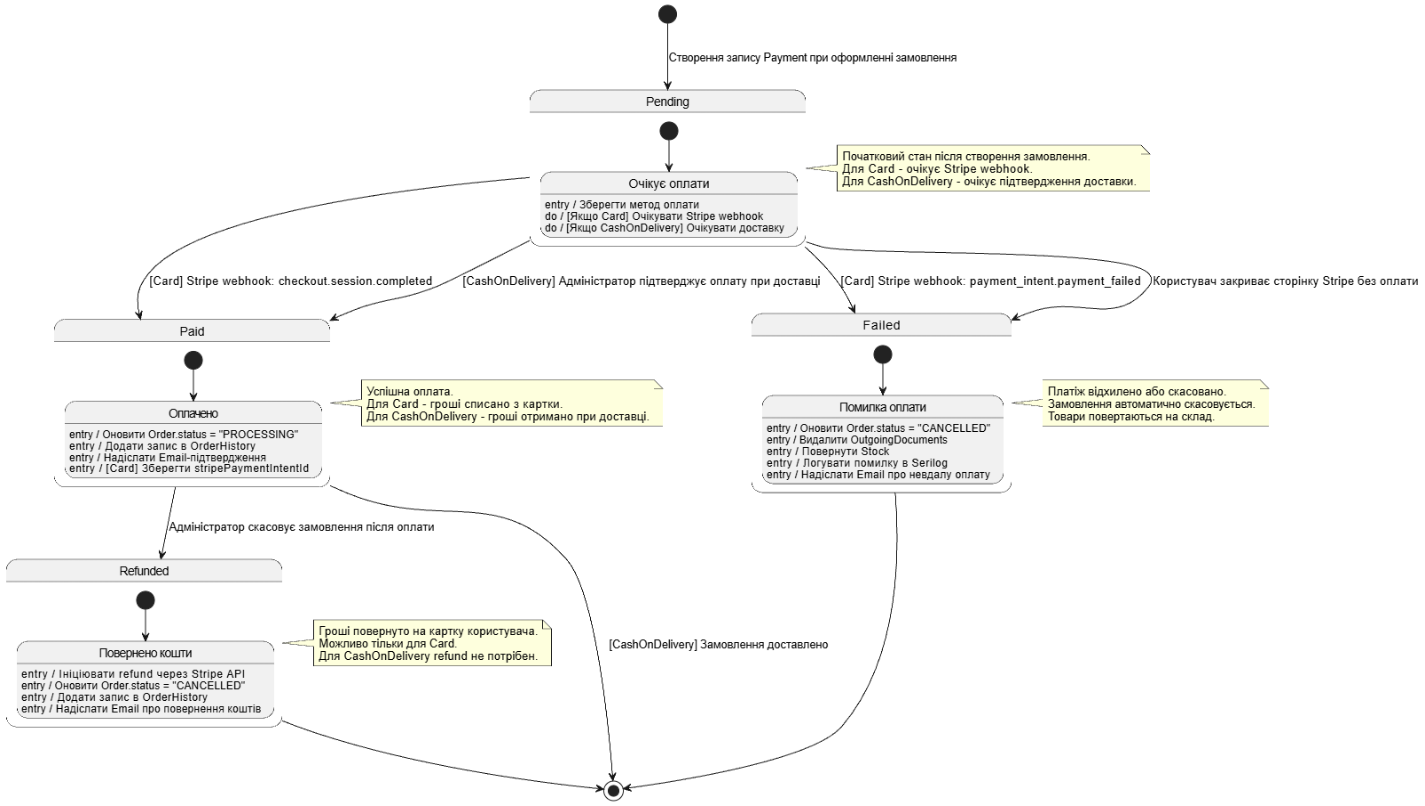 Створення запису Payment при оформленні замовлення
Pending
Початковий стан після створення замовлення.
Для Card - очікує Stripe webhook.
Для CashOnDelivery - очікує підтвердження доставки.
Очікує оплати
entry / Зберегти метод оплати
do / [Якщо Card] Очікувати Stripe webhook
do / [Якщо CashOnDelivery] Очікувати доставку
[Card] Stripe webhook: checkout.session.completed
[CashOnDelivery] Адміністратор підтверджує оплату при доставці
[Card] Stripe webhook: payment_intent.payment_failed
Користувач закриває сторінку Stripe без оплати
Paid
Failed
Успішна оплата.
Для Card - гроші списано з картки.
Для CashOnDelivery - гроші отримано при доставці.
Оплачено
entry / Оновити Order.status = "PROCESSING"
entry / Додати запис в OrderHistory
entry / Надіслати Email-підтвердження
entry / [Card] Зберегти stripePaymentIntentId
Платіж відхилено або скасовано.
Замовлення автоматично скасовується.
Товари повертаються на склад.
Помилка оплати
entry / Оновити Order.status = "CANCELLED"
entry / Видалити OutgoingDocuments
entry / Повернути Stock
entry / Логувати помилку в Serilog
entry / Надіслати Email про невдалу оплату
Адміністратор скасовує замовлення після оплати
Refunded
Гроші повернуто на картку користувача.
Можливо тільки для Card.
Для CashOnDelivery refund не потрібен.
Повернено кошти
entry / Ініціювати refund через Stripe API
entry / Оновити Order.status = "CANCELLED"
entry / Додати запис в OrderHistory
entry / Надіслати Email про повернення коштів
[CashOnDelivery] Замовлення доставлено